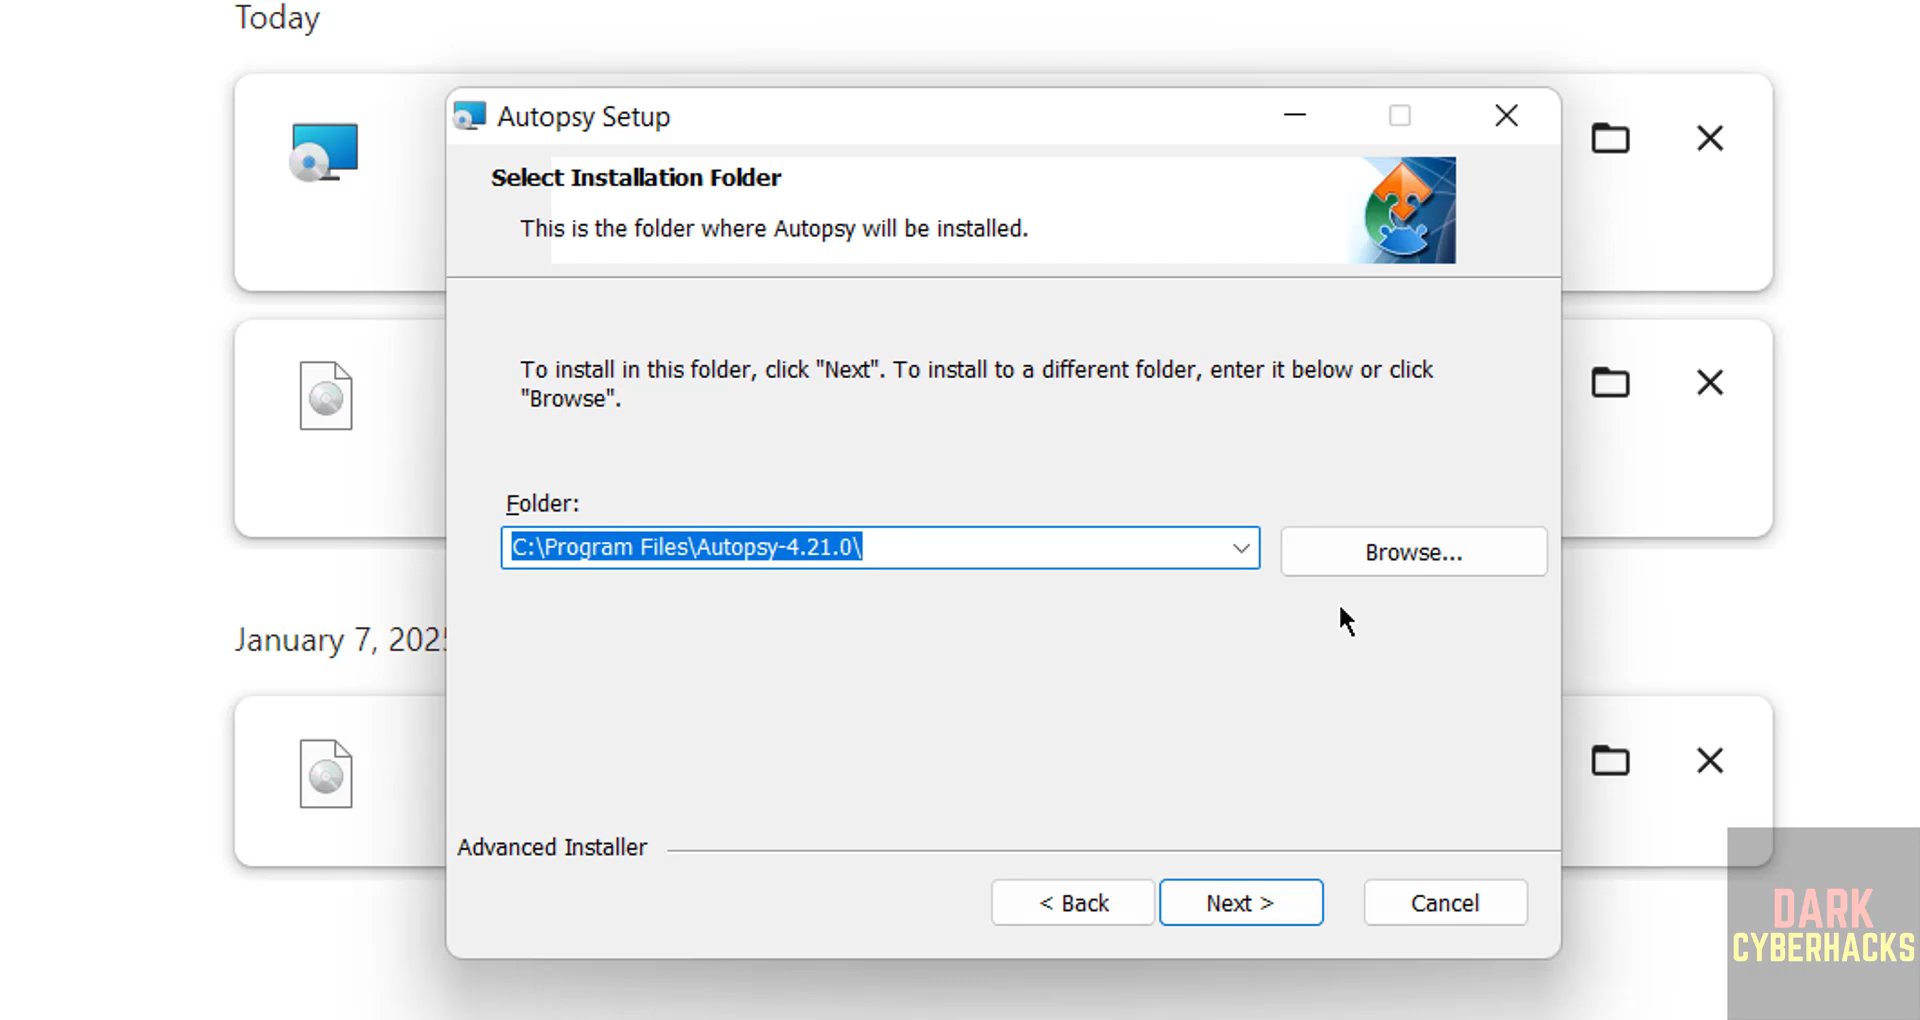 Today
Autopsy Setup
Select Installation Folder
This is the folder where Autopsy will be installed.
To install in this folder, click "Next". To install to a different folder, enter it below or click
"Browse".
Folder:
C:\Program Files\Autopsy-4.21.0\
Browse...
January 7, 2025
Advanced Installer
< Back
Next >
Cancel
DARK
CYBERHACKS